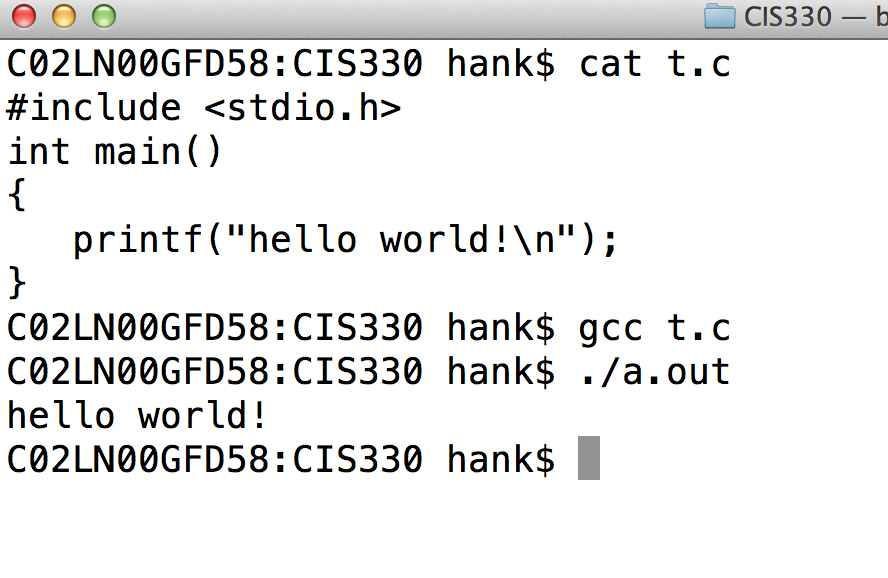 CIS330 — b
C02LN00GFD58:CIS330 hank$ cat t.c
#include <stdio.h>
int main()
{
   printf("hello world!\n");
}
C02LN00GFD58:CIS330 hank$ gcc t.c
C02LN00GFD58:CIS330 hank$ ./a.out
hello world!
C02LN00GFD58:CIS330 hank$